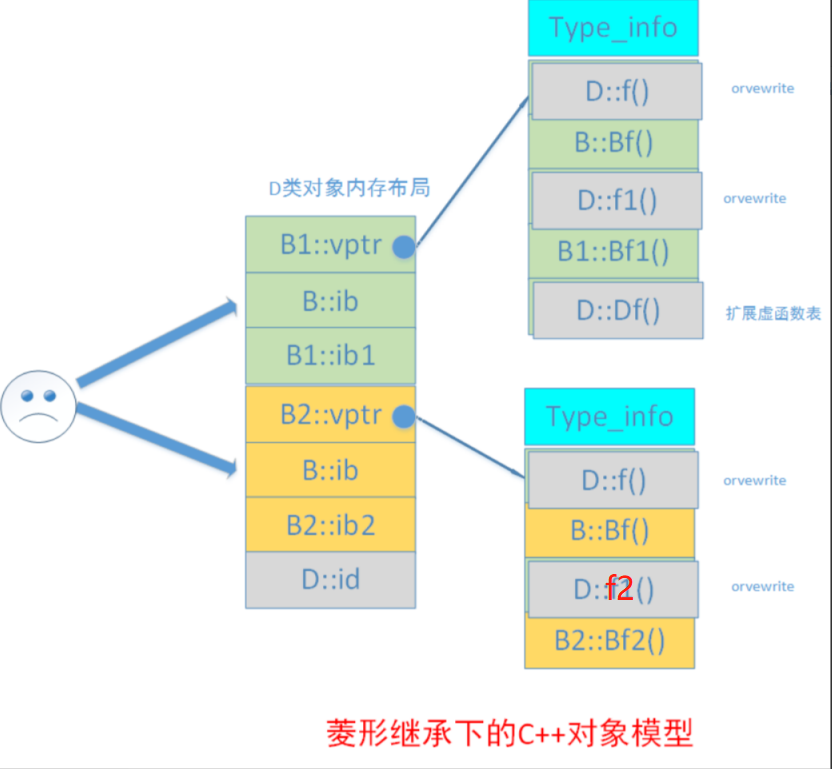 Type_info
D::f()
orvewrite
B::Bf()
D::f1()
orvewrite
B1::Bf1()
D::Df()
扩展虚函数表
D类对象内存布局
B1::vptr
B::ib
B1::ib1
B2::vptr
B::ib
B2::ib2
D::id
Type_info
D::f()
orvewrite
B::Bf()
D::f2()
orvewrite
B2::Bf2()
菱形继承下的C++对象模型